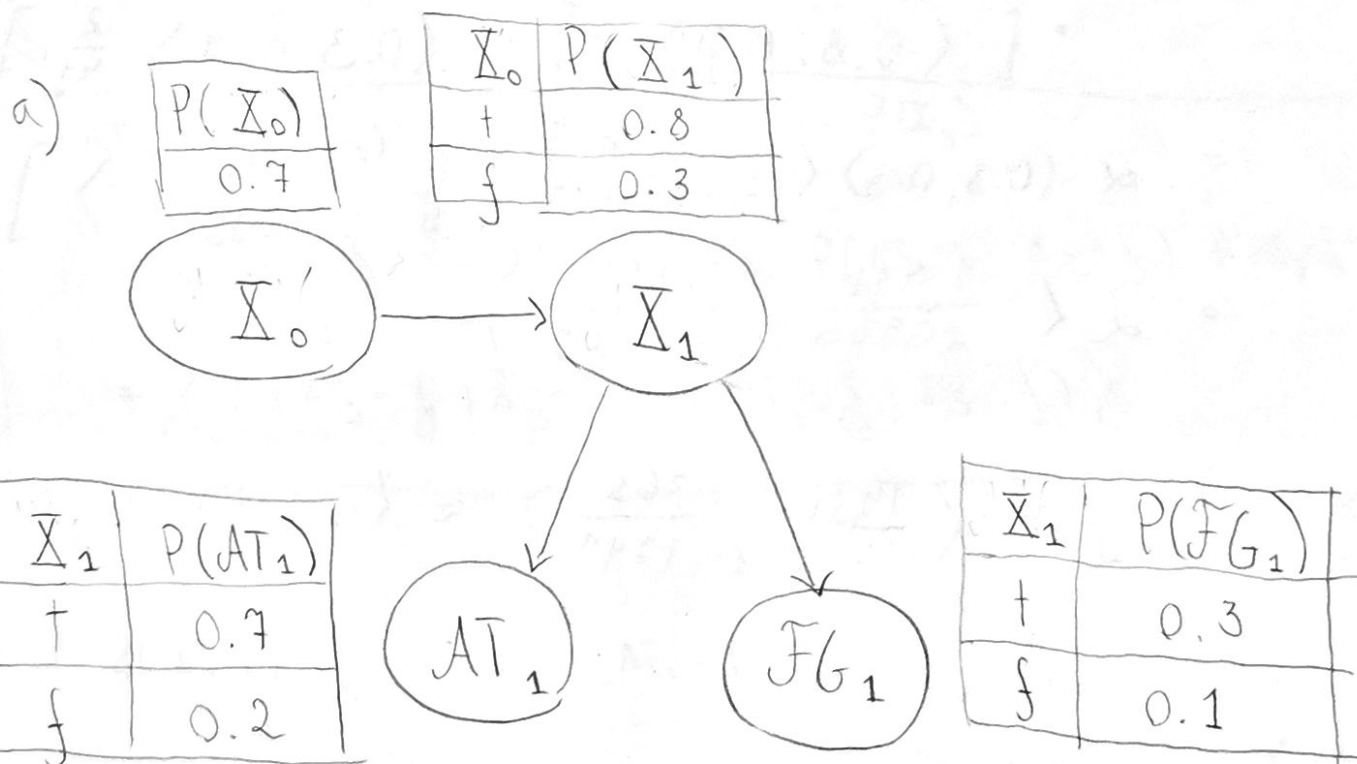 a)
P(X₀)
0.7
X₀ P(X₁)
t 0.8
f 0.3
X₀
X₁
X₁ P(AT₁)
t 0.7
f 0.2
AT₁
FG₁
X₁ P(FG₁)
t 0.3
f 0.1